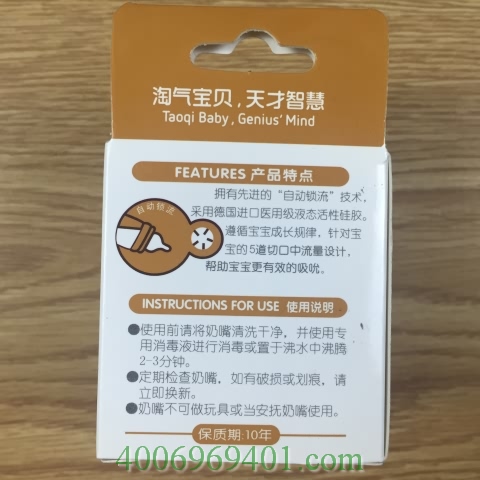 淘气宝贝,天才智慧
Taoqi Baby, Genius' Mind
FEATURES 产品特点
拥有先进的“自动锁流”技术,
采用德国进口医用级液态活性硅胶。
遵循宝宝成长规律,针对宝
宝的5道切口中流量设计,
帮助宝宝更有效的吸吮。
自动锁流
INSTRUCTIONS FOR USE 使用说明
●使用前请将奶嘴清洗干净,并使用专
用消毒液进行消毒或置于沸水中沸腾
2-3分钟。
●定期检查奶嘴,如有破损或划痕,请
立即换新。
●奶嘴不可做玩具或当安抚奶嘴使用。
保质期:10年
4006969401.com